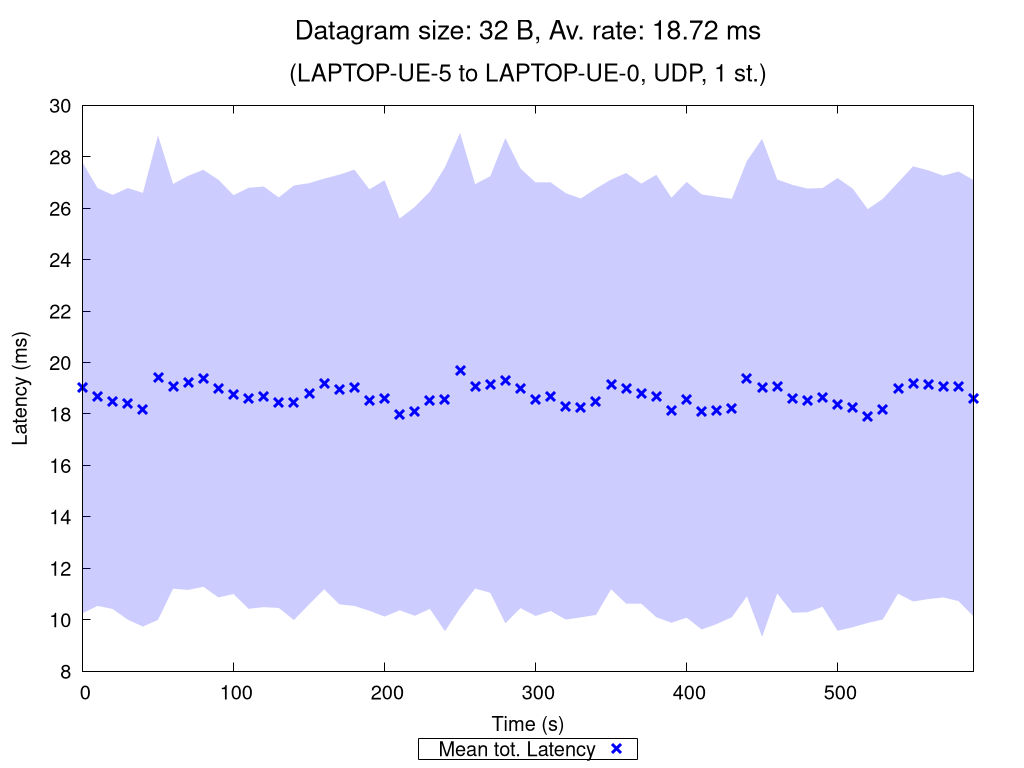 Datagram size: 32 B, Av. rate: 18.72 ms
(LAPTOP-UE-5 to LAPTOP-UE-0, UDP, 1 st.)
30
28
26
24
22
20
18
16
14
12
10
8
Latency (ms)
0 100 200 300 400 500
Time (s)
Mean tot. Latency